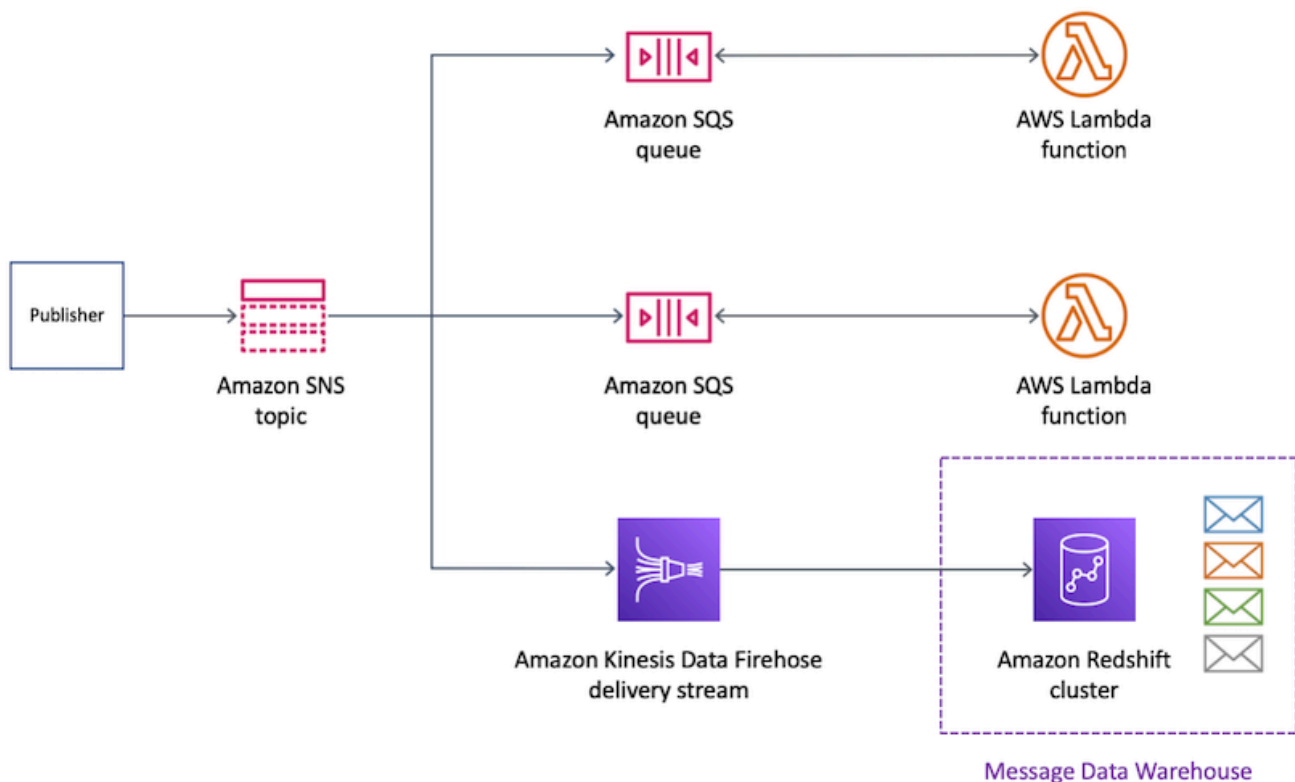 Amazon SQS
queue
AWS Lambda
function
Publisher
Amazon SNS
topic
Amazon SQS
queue
AWS Lambda
function
Amazon Kinesis Data Firehose
delivery stream
Amazon Redshift
cluster
Message Data Warehouse